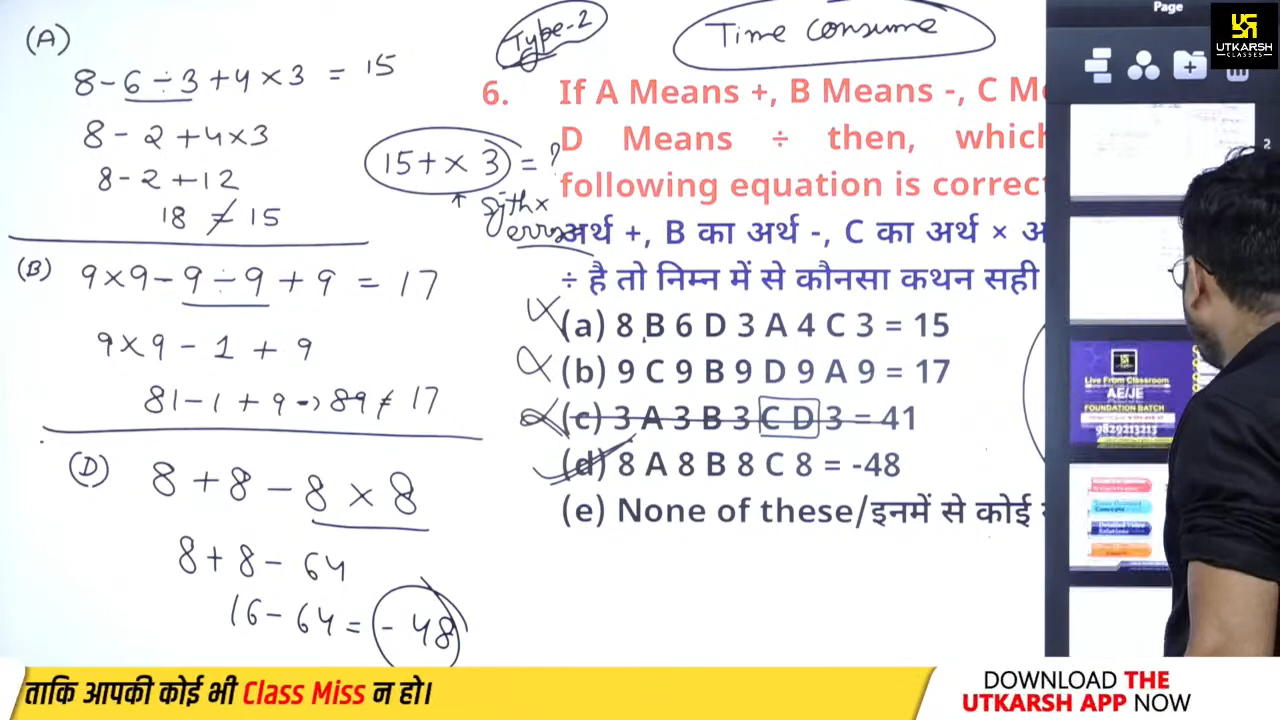 (A)
8 - 6 ÷ 3 + 4 × 3 = 15
8 - 2 + 4×3
8 - 2 + 12
18 ≠ 15
(B) 9 × 9 - 9 ÷ 9 + 9 = 17
9 × 9 - 1 + 9
81 - 1 + 9 → 89 ≠ 17
(D) 8 + 8 - 8 × 8
8 + 8 - 64
16 - 64 = - 48
Type-2
Time consume
15 + × 3 = ?
6. If A Means +, B Means -, C
D Means ÷ then, which
following equation is correct
अर्थ +, B का अर्थ -, C का अर्थ ×
÷ है तो निम्न में से कौनसा कथन सही
(a) 8 B 6 D 3 A 4 C 3 = 15
(b) 9 C 9 B 9 D 9 A 9 = 17
(c) 3 A 3 B 3 C D 3 = 41
(d) 8 A 8 B 8 C 8 = -48
(e) None of these/इनमें से कोई
Page
2
UTKARSH
CLASSES
Live From Classroom
AE/JE
FOUNDATION BATCH
9829213213
ताकि आपकी कोई भी Class Miss न हो।
DOWNLOAD THE
UTKARSH APP NOW